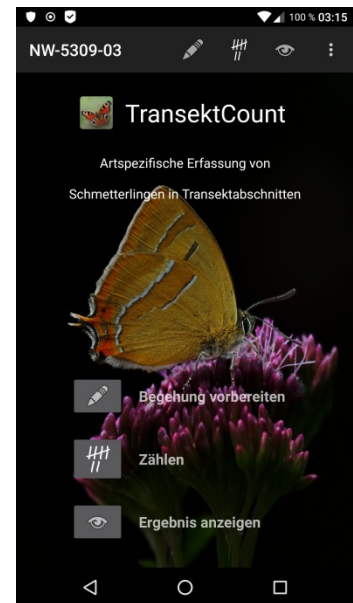 100 % 03:15
NW-5309-03
TransektCount
Artspezifische Erfassung von
Schmetterlingen in Transektabschnitten
Begehung vorbereiten
Zählen
Ergebnis anzeigen